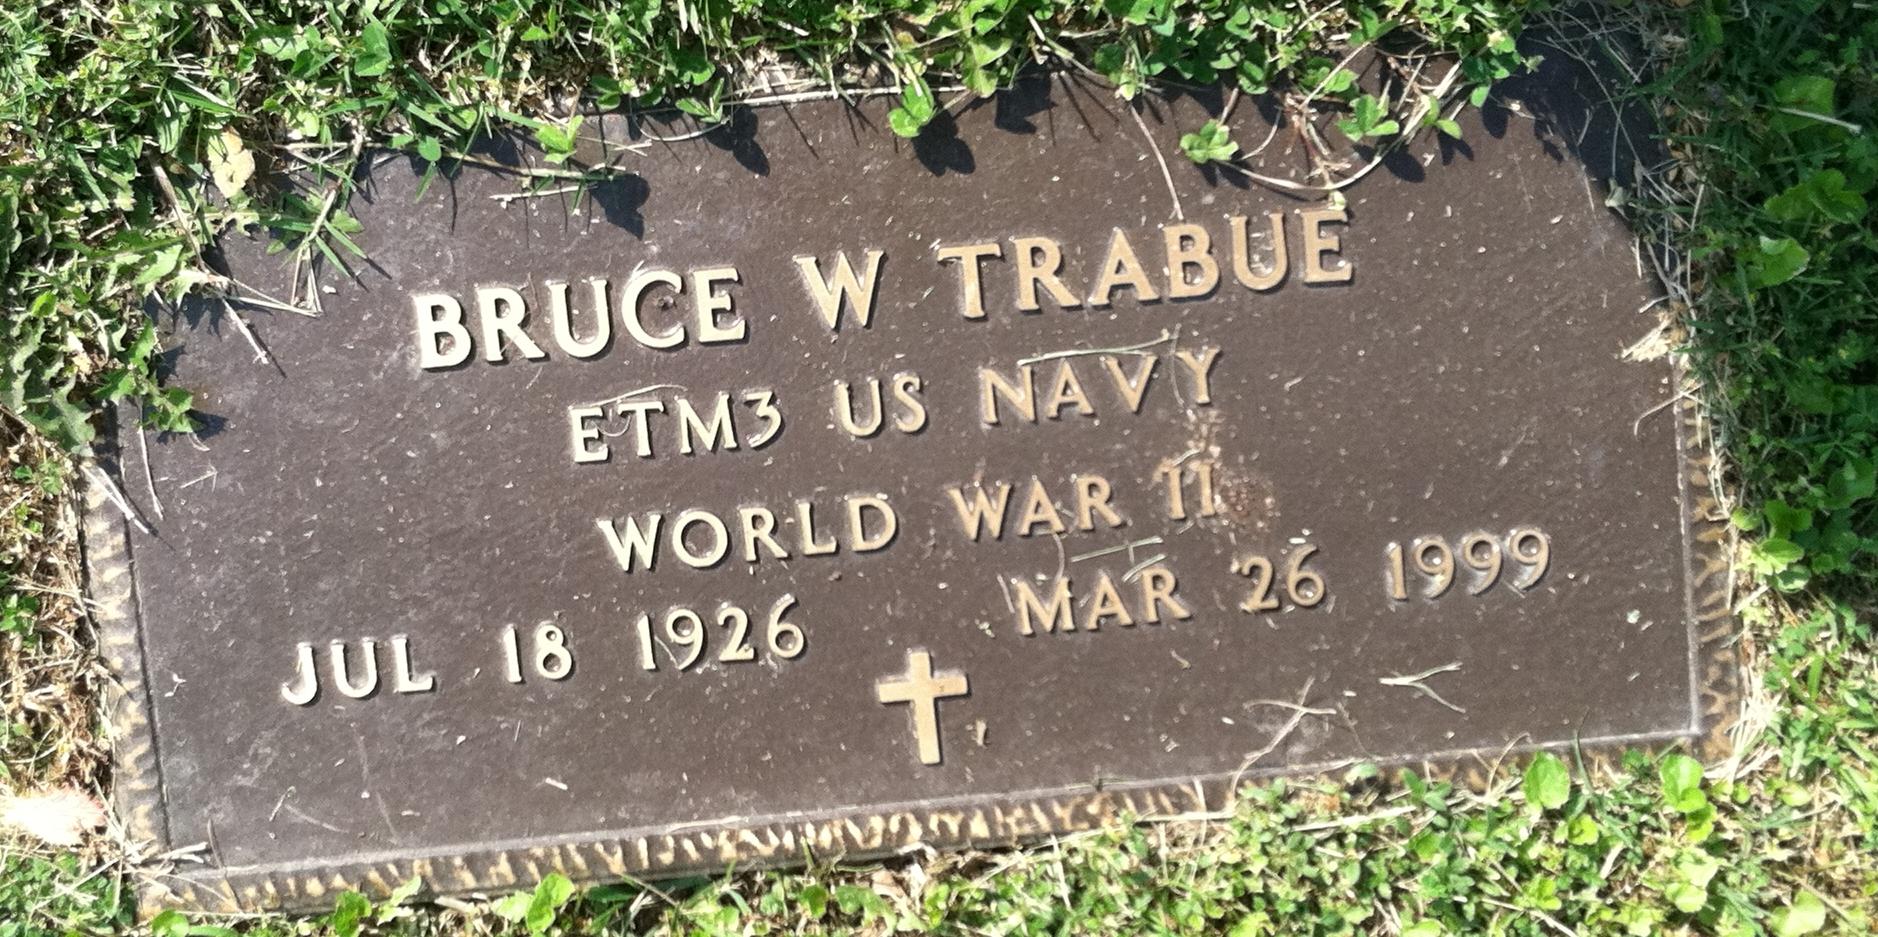 BRUCE W TRABUE
ETM3 US NAVY
WORLD WAR II
JUL 18 1926 MAR 26 1999